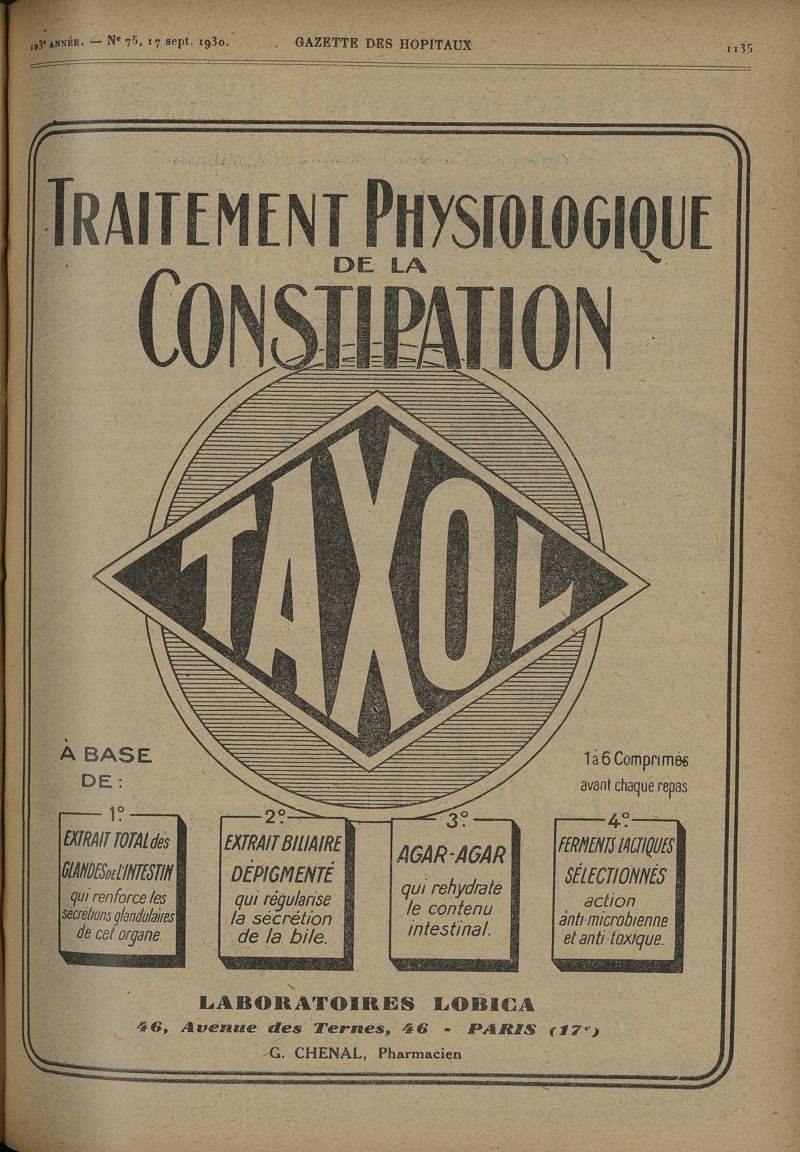 103e ANNÉE. — N° 75, 17 sept. 1930. GAZETTE DES HOPITAUX 1135
TRAITEMENT PHYSIOLOGIQUE
DE LA
CONSTIPATION
TAXOL
À BASE
DE :
1 à 6 Comprimés
avant chaque repas
1°
EXTRAIT TOTAL des
GLANDES DE L'INTESTIN
qui renforce les
sécrétions glandulaires
de cet organe.
2°
EXTRAIT BILIAIRE
DÉPIGMENTÉ
qui régularise
la sécrétion
de la bile.
3°
AGAR-AGAR
qui rehydrate
le contenu
intestinal.
4°
FERMENTS LACTIQUES
SÉLECTIONNÉS
action
anti-microbienne
et anti-toxique.
LABORATOIRES LOBICA
46, Avenue des Ternes, 46 - PARIS (17e)
G. CHENAL, Pharmacien